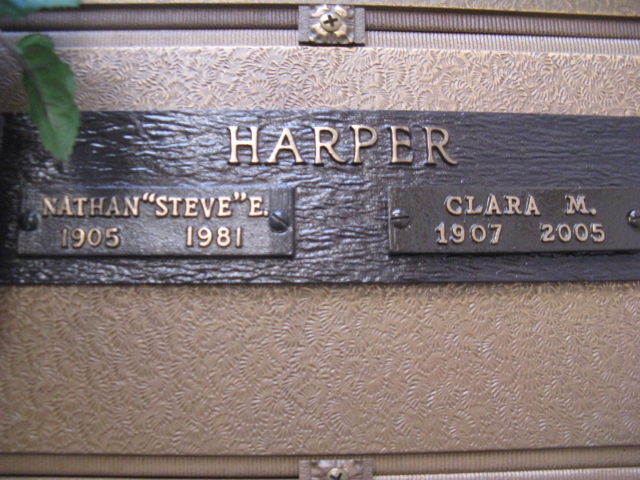 HARPER
NATHAN "STEVE" E.
1905 1981
CLARA M.
1907 2005